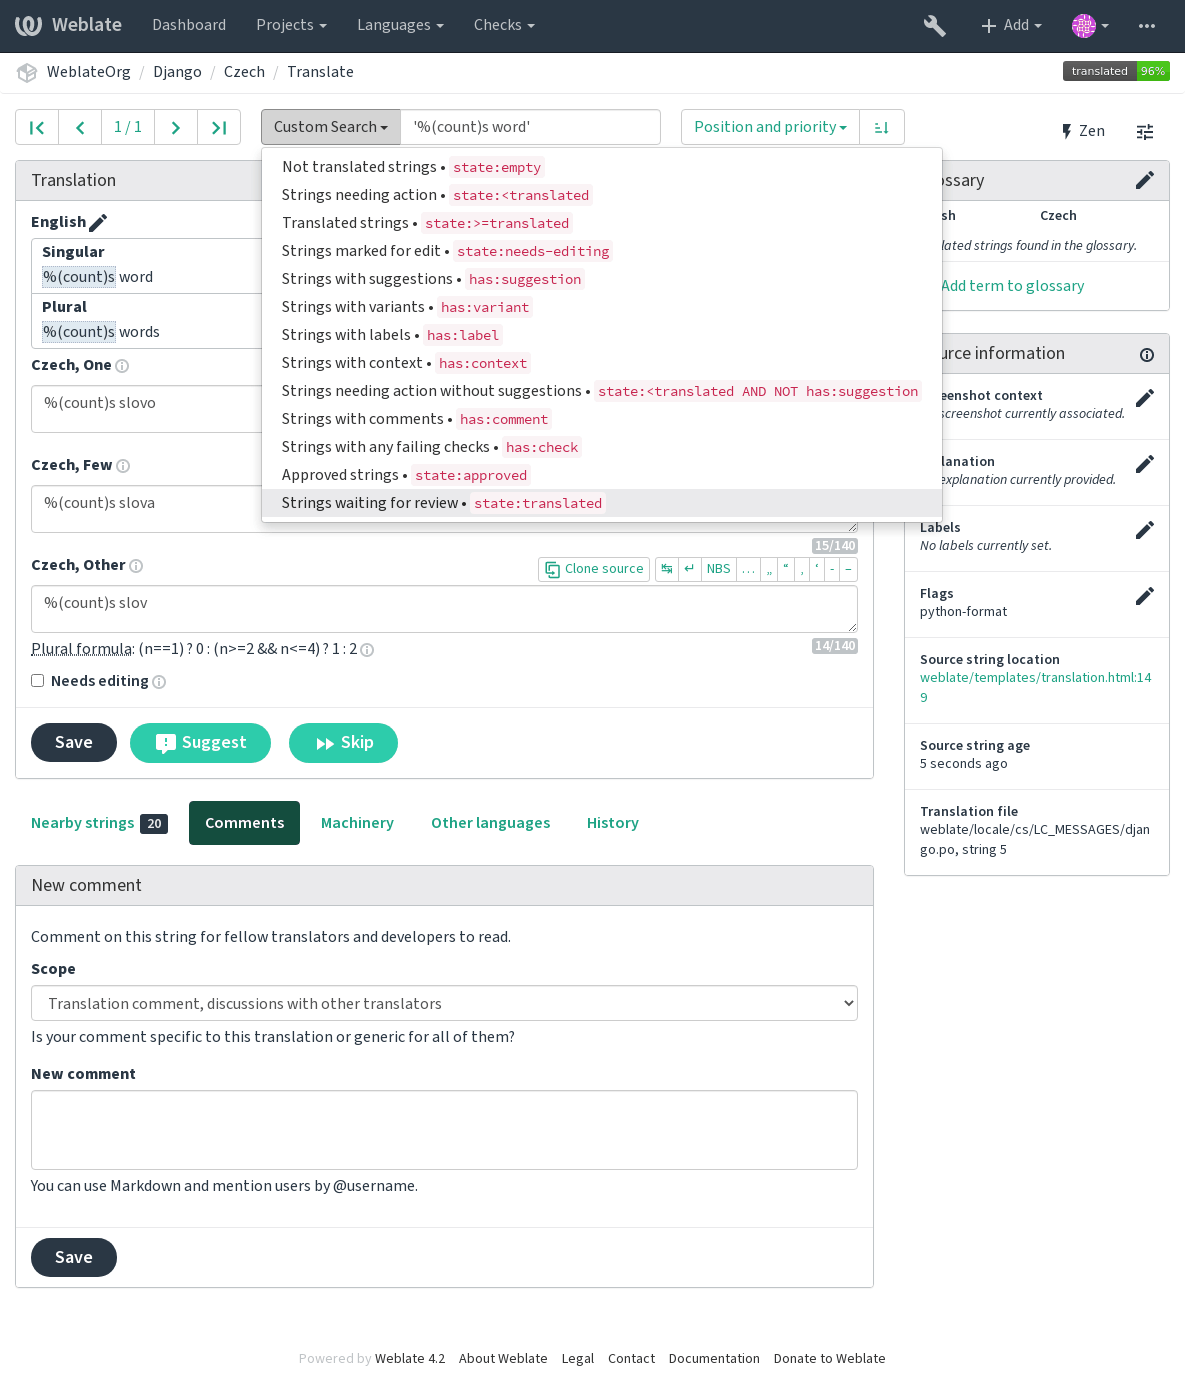 Weblate Dashboard Projects Languages Checks Add
WeblateOrg / Django / Czech / Translate translated 96%
1 / 1 Custom Search '%(count)s word' Position and priority Zen
Translation
English
Singular
%(count)s word
Plural
%(count)s words
Czech, One
%(count)s slovo
Czech, Few
%(count)s slova
Not translated strings • state:empty
Strings needing action • state:<translated
Translated strings • state:>=translated
Strings marked for edit • state:needs-editing
Strings with suggestions • has:suggestion
Strings with variants • has:variant
Strings with labels • has:label
Strings with context • has:context
Strings needing action without suggestions • state:<translated AND NOT has:suggestion
Strings with comments • has:comment
Strings with any failing checks • has:check
Approved strings • state:approved
Strings waiting for review • state:translated
15/140
Czech, Other Clone source ↹ ↵ NBS … „ “ ‚ ‘ - –
%(count)s slov
14/140
Plural formula: (n==1) ? 0 : (n>=2 && n<=4) ? 1 : 2
Needs editing
Save Suggest Skip
Nearby strings 20 Comments Machinery Other languages History
New comment
Comment on this string for fellow translators and developers to read.
Scope
Translation comment, discussions with other translators
Is your comment specific to this translation or generic for all of them?
New comment
You can use Markdown and mention users by @username.
Save
Czech
strings found in the glossary.
Add term to glossary
information
context
screenshot currently associated.
explanation currently provided.
Labels
No labels currently set.
Flags
python-format
Source string location
weblate/templates/translation.html:14
9
Source string age
5 seconds ago
Translation file
weblate/locale/cs/LC_MESSAGES/djan
go.po, string 5
Powered by Weblate 4.2 About Weblate Legal Contact Documentation Donate to Weblate